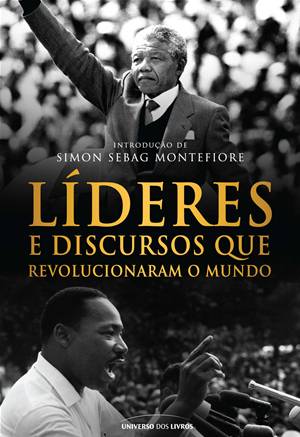 INTRODUÇÃO DE
SIMON SEBAG MONTEFIORE
LÍDERES
E DISCURSOS QUE
REVOLUCIONARAM O MUNDO
UNIVERSO DOS LIVROS